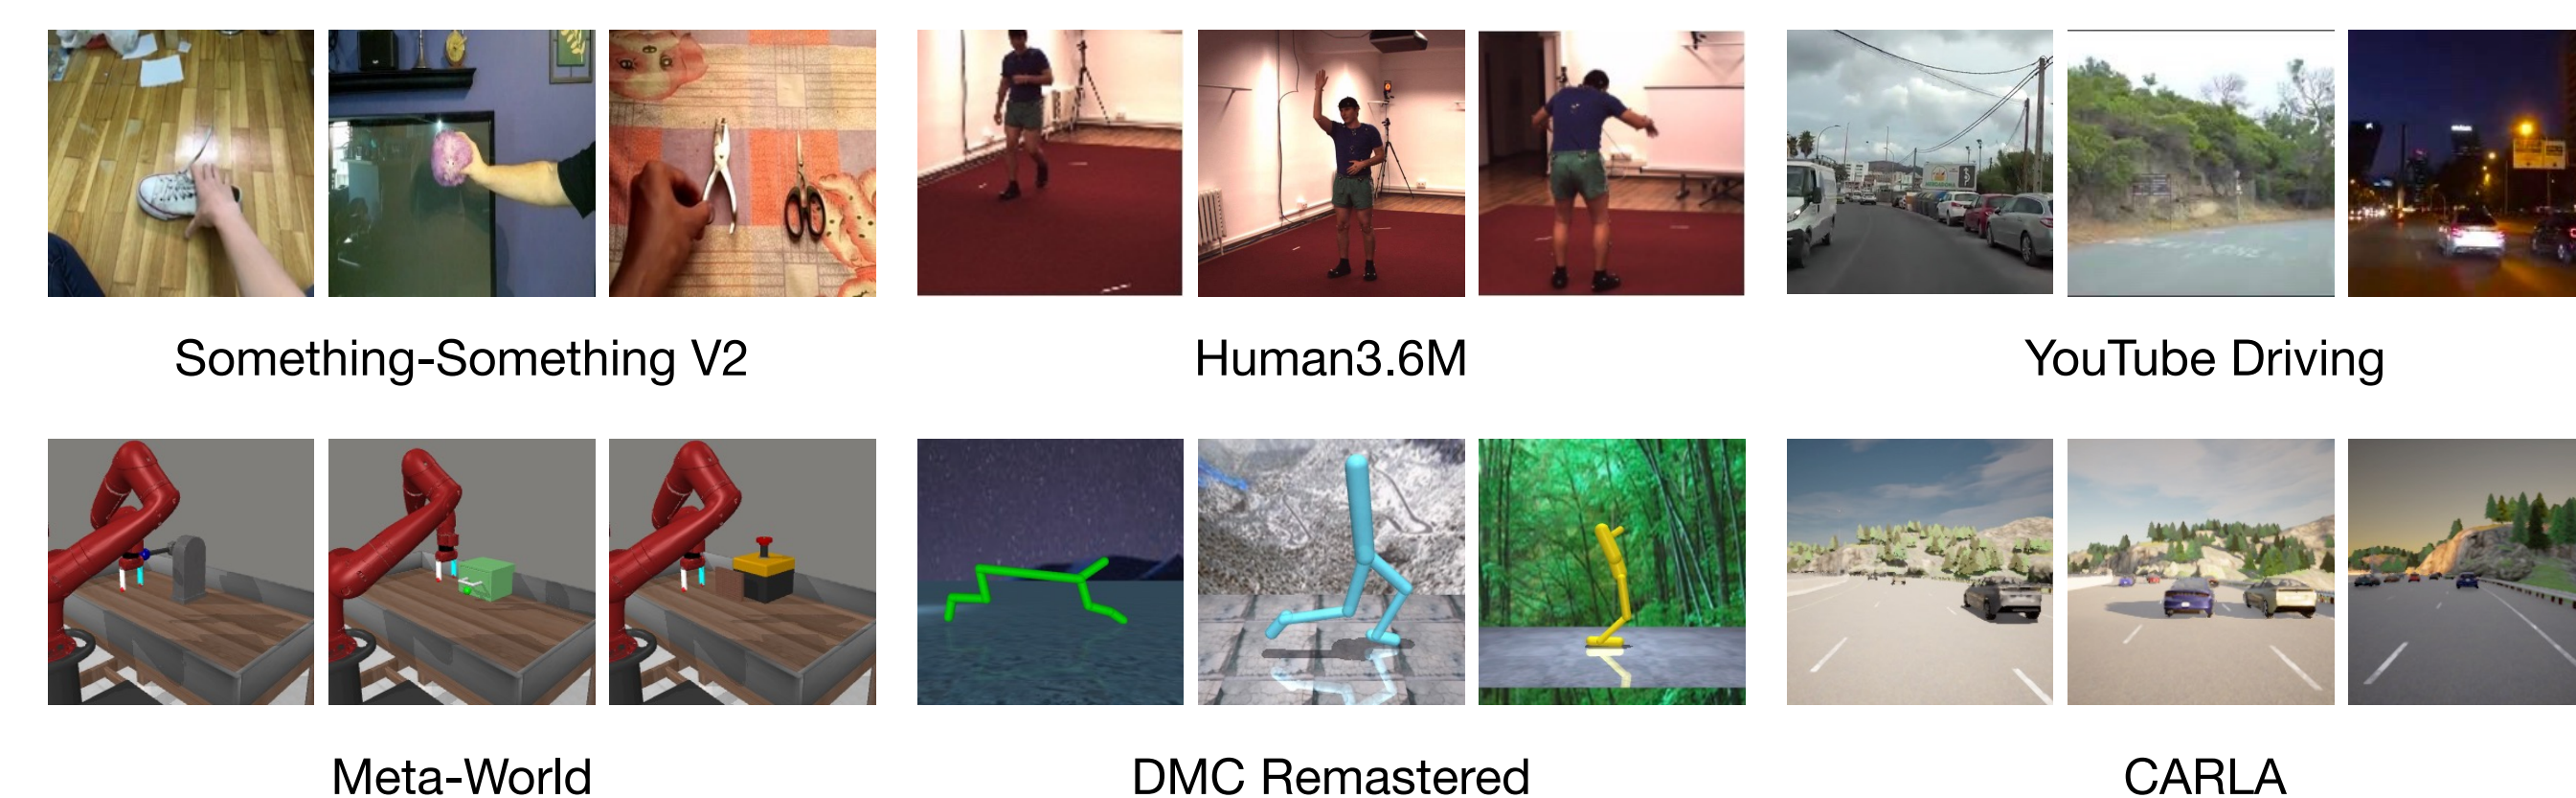 Something-Something V2
Human3.6M
YouTube Driving
Meta-World
DMC Remastered
CARLA